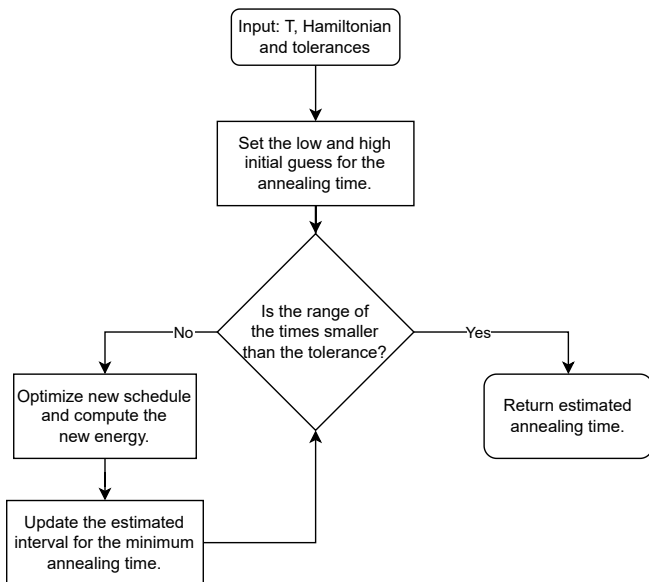 Input: T, Hamiltonian
and tolerances
Set the low and high
initial guess for the
annealing time.
Is the range of
the times smaller
than the tolerance?
No
Yes
Optimize new schedule
and compute the
new energy.
Return estimated
annealing time.
Update the estimated
interval for the minimum
annealing time.